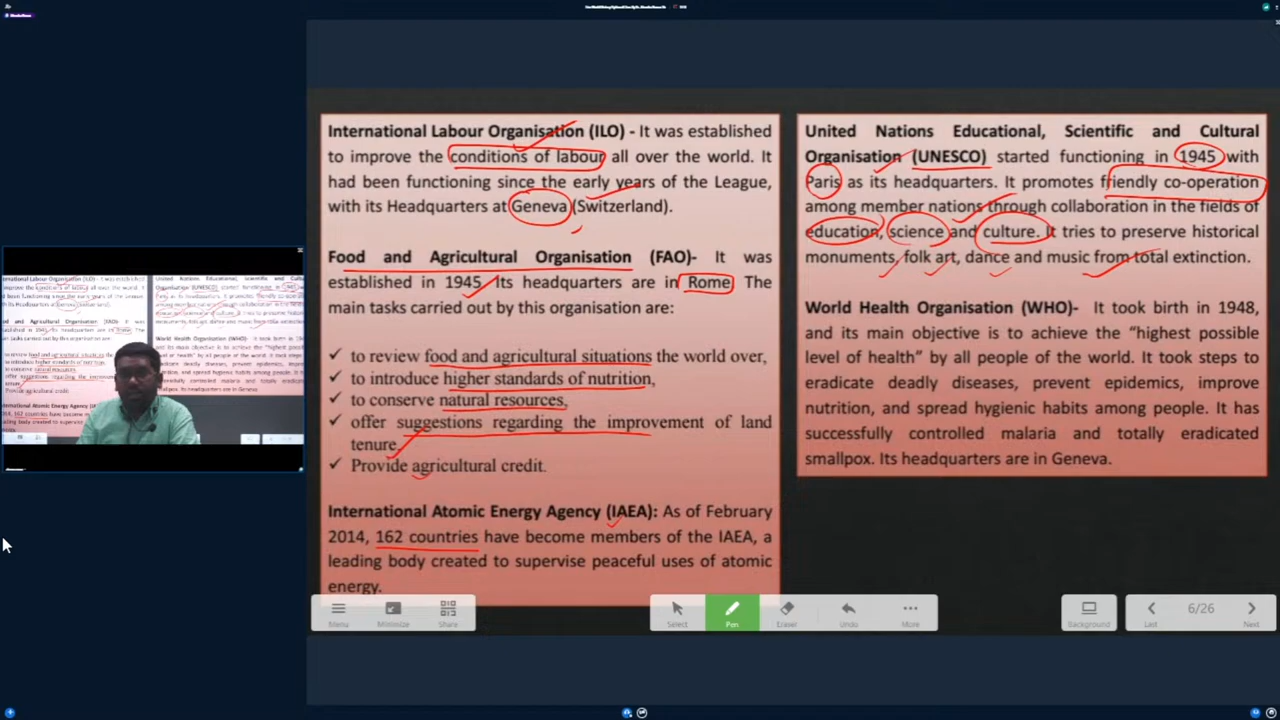 International Labour Organisation (ILO) - It was established
to improve the conditions of labour all over the world. It
had been functioning since the early years of the League,
with its Headquarters at Geneva (Switzerland).
Food and Agricultural Organisation (FAO)- It was
established in 1945. Its headquarters are in Rome The
main tasks carried out by this organisation are:
✓ to review food and agricultural situations the world over,
✓ to introduce higher standards of nutrition,
✓ to conserve natural resources,
✓ offer suggestions regarding the improvement of land
tenure
✓ Provide agricultural credit.
International Atomic Energy Agency (IAEA): As of February
2014, 162 countries have become members of the IAEA, a
leading body created to supervise peaceful uses of atomic
energy.
United Nations Educational, Scientific and Cultural
Organisation (UNESCO) started functioning in 1945 with
Paris as its headquarters. It promotes friendly co-operation
among member nations through collaboration in the fields of
education, science and culture. It tries to preserve historical
monuments, folk art, dance and music from total extinction.
World Health Organisation (WHO)- It took birth in 1948,
and its main objective is to achieve the “highest possible
level of health” by all people of the world. It took steps to
eradicate deadly diseases, prevent epidemics, improve
nutrition, and spread hygienic habits among people. It has
successfully controlled malaria and totally eradicated
smallpox. Its headquarters are in Geneva.
Menu Minimize Share Select Pen Eraser Undo More Background Last 6/26 Next